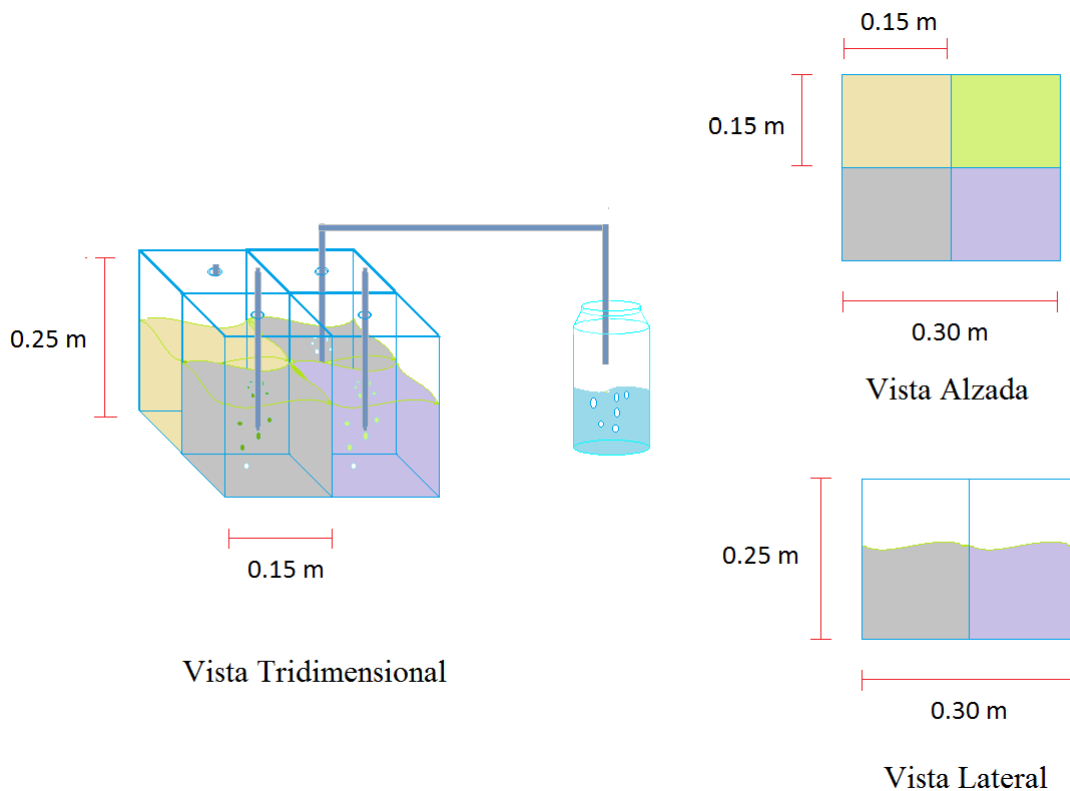 0.25 m
0.15 m
Vista Tridimensional
0.15 m
0.15 m
0.30 m
Vista Alzada
0.25 m
0.30 m
Vista Lateral